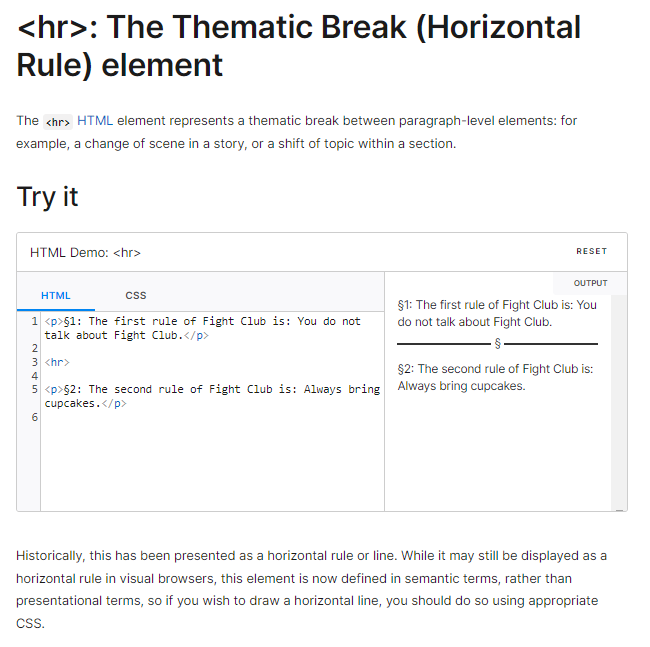 <hr>: The Thematic Break (Horizontal
Rule) element
The <hr> HTML element represents a thematic break between paragraph-level elements: for
example, a change of scene in a story, or a shift of topic within a section.
Try it
HTML Demo: <hr>
RESET
HTML CSS
1 <p>§1: The first rule of Fight Club is: You do not
talk about Fight Club.</p>
2
3 <hr>
4
5 <p>§2: The second rule of Fight Club is: Always bring
cupcakes.</p>
6
OUTPUT
§1: The first rule of Fight Club is: You
do not talk about Fight Club.
§
§2: The second rule of Fight Club is:
Always bring cupcakes.
Historically, this has been presented as a horizontal rule or line. While it may still be displayed as a
horizontal rule in visual browsers, this element is now defined in semantic terms, rather than
presentational terms, so if you wish to draw a horizontal line, you should do so using appropriate
CSS.